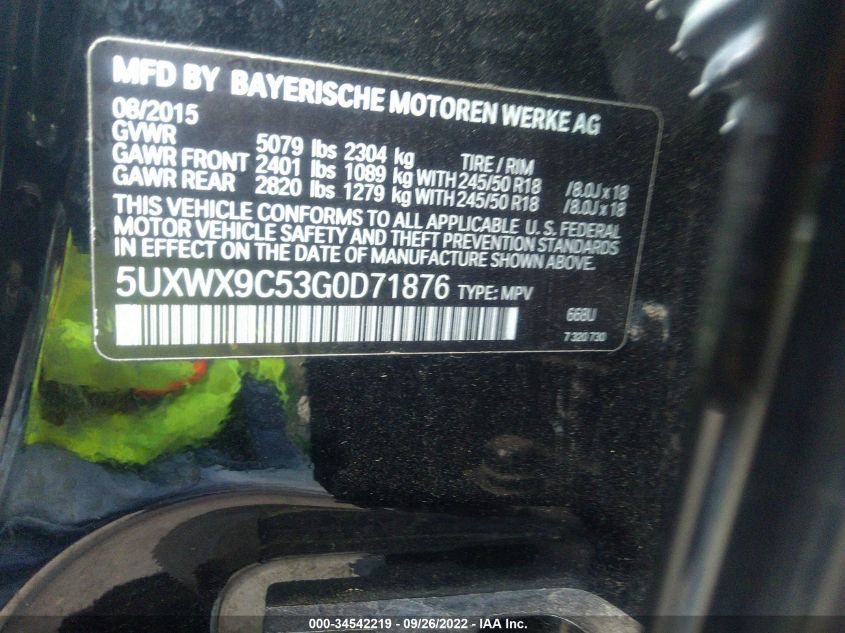 MFD BY BAYERISCHE MOTOREN WERKE AG
08/2015
GVWR 5079 lbs 2304 kg TIRE / RIM
GAWR FRONT 2401 lbs 1089 kg WITH 245/50 R18 /8.0J x 18
GAWR REAR 2820 lbs 1279 kg WITH 245/50 R18 /8.0J x 18
THIS VEHICLE CONFORMS TO ALL APPLICABLE U. S. FEDERAL
MOTOR VEHICLE SAFETY AND THEFT PREVENTION STANDARDS
IN EFFECT ON THE DATE OF MANUFACTURE SHOWN ABOVE.
5UXWX9C53G0D71876 TYPE: MPV
668U
7 320 730
000-34542219 - 09/26/2022 - IAA Inc.